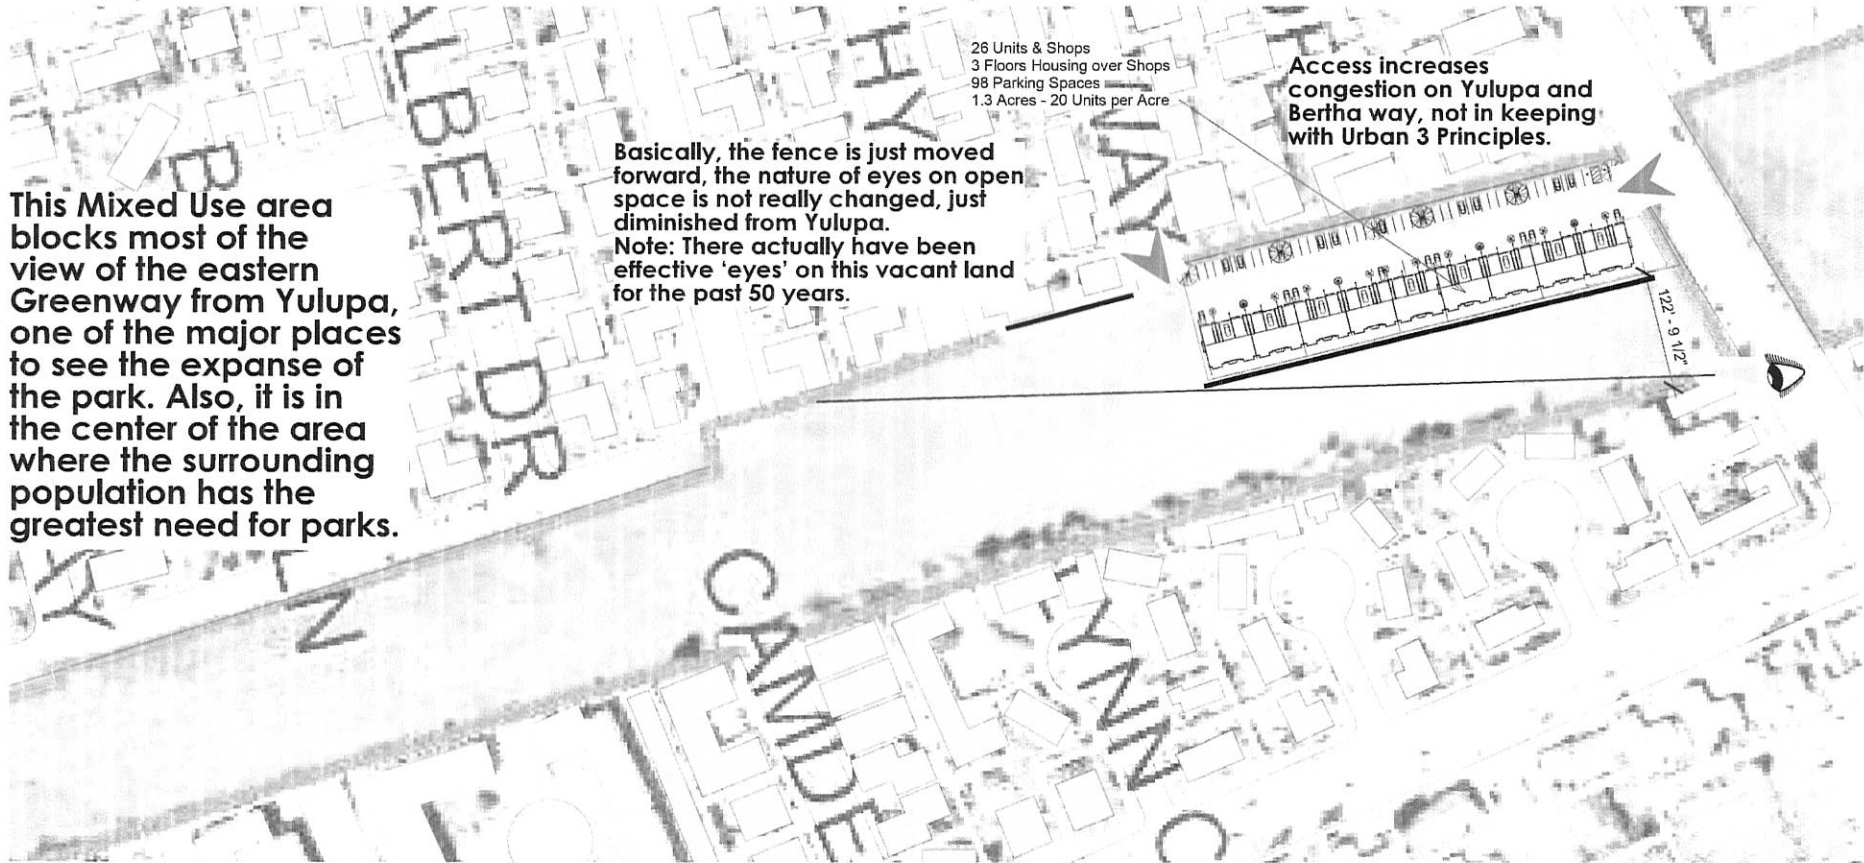 This Mixed Use area
blocks most of the
view of the eastern
Greenway from Yulupa,
one of the major places
to see the expanse of
the park. Also, it is in
the center of the area
where the surrounding
population has the
greatest need for parks.
Basically, the fence is just moved
forward, the nature of eyes on open
space is not really changed, just
diminished from Yulupa.
Note: There actually have been
effective 'eyes' on this vacant land
for the past 50 years.
26 Units & Shops
3 Floors Housing over Shops
98 Parking Spaces
1.3 Acres - 20 Units per Acre
Access increases
congestion on Yulupa and
Bertha way, not in keeping
with Urban 3 Principles.
122' - 9 1/2"
ALBERT DR
HY
WAY
LN
CAMDE
LYNN C